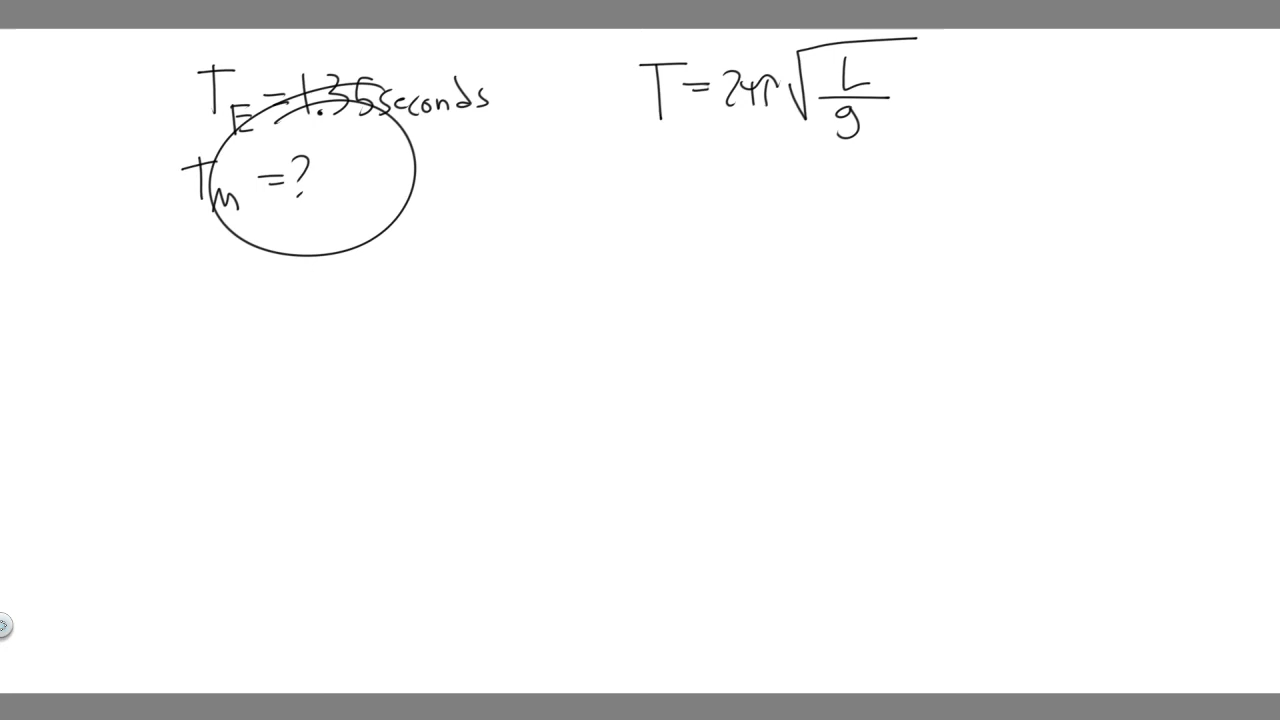 T_E = 1.35 seconds
T_M = ?
T = 2π√(L/g)